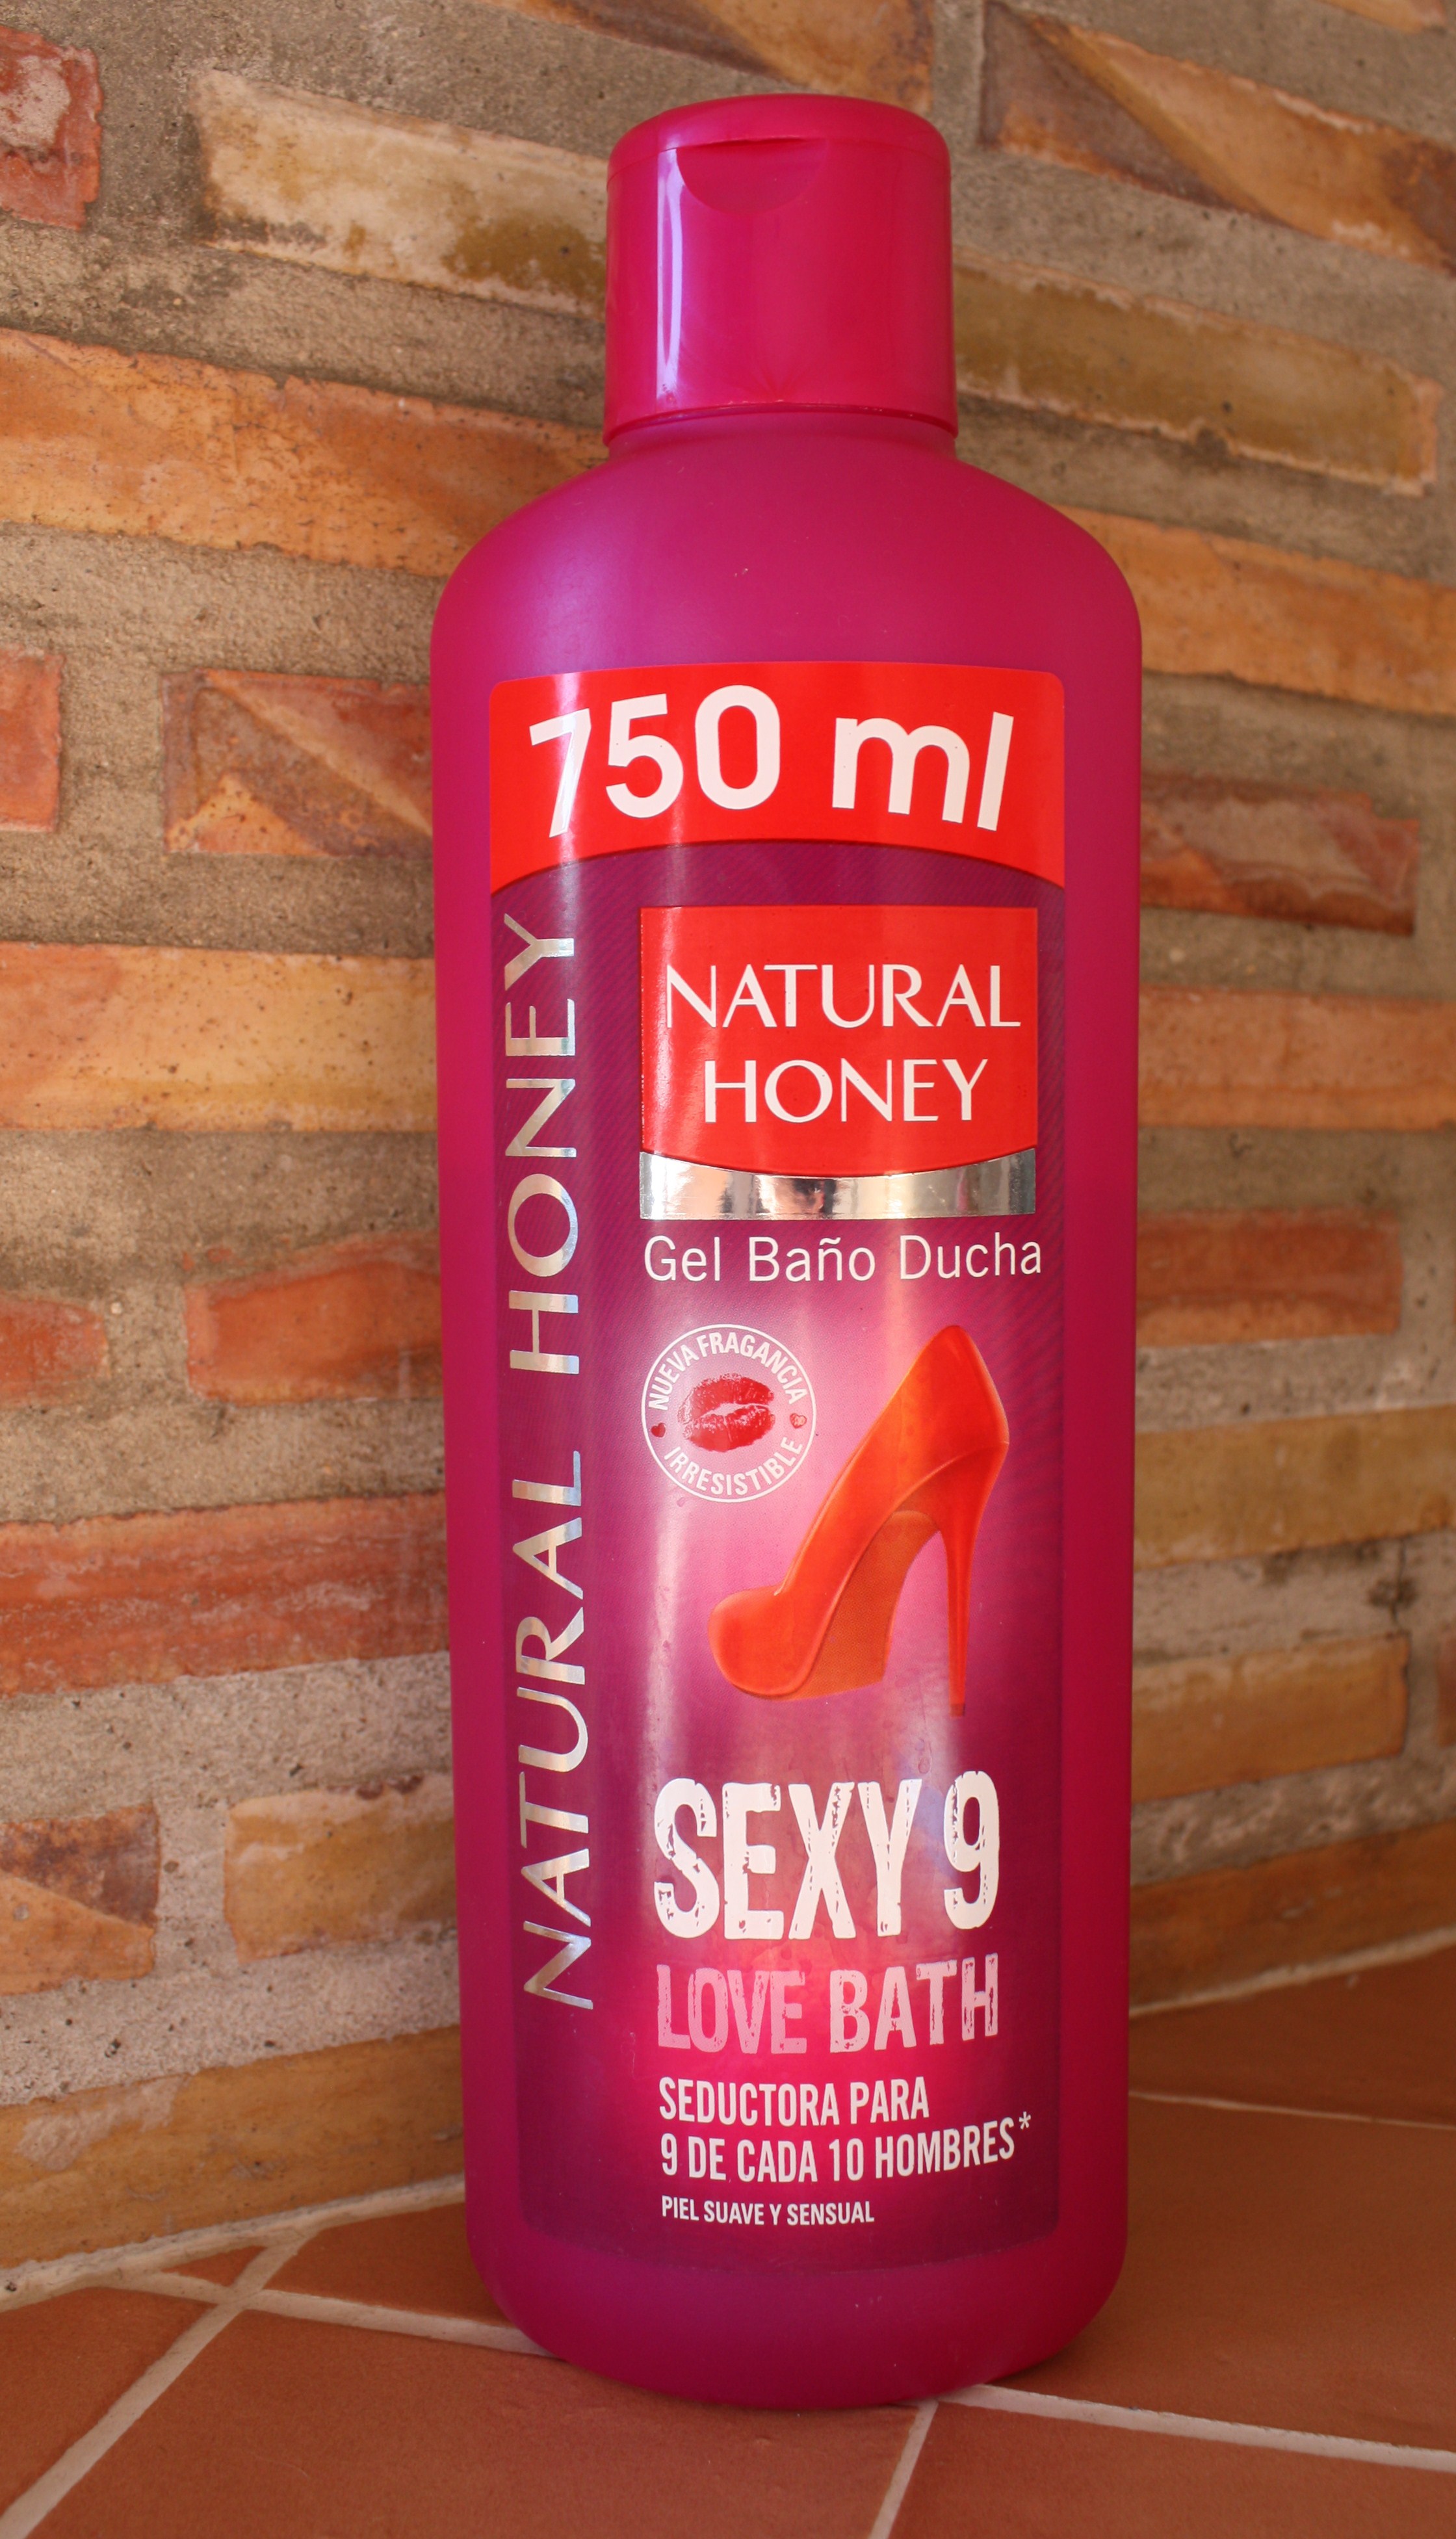 750 ml
NATURAL HONEY
NATURAL
HONEY
Gel Baño Ducha
NUEVA FRAGANCIA
IRRESISTIBLE
SEXY 9
LOVE BATH
SEDUCTORA PARA
9 DE CADA 10 HOMBRES*
PIEL SUAVE Y SENSUAL